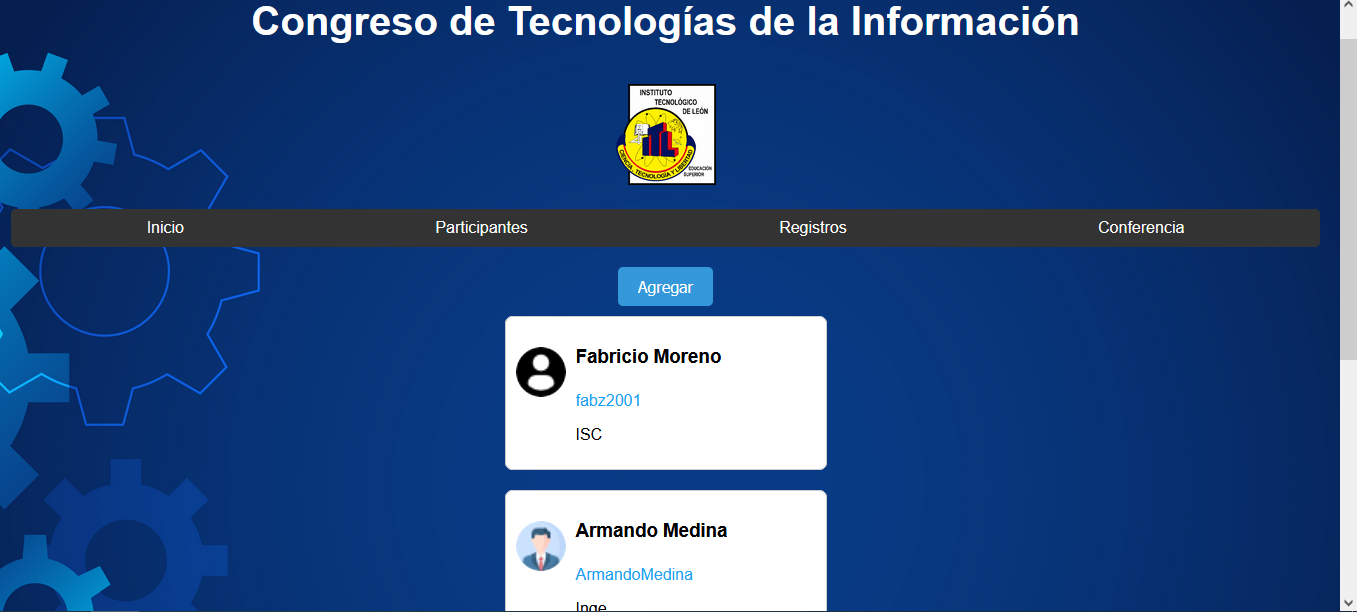 Congreso de Tecnologías de la Información
INSTITUTO
TECNOLÓGICO
DE LEÓN
CIENCIA, TECNOLOGIA Y LIBERTAD
EDUCACIÓN
SUPERIOR
Inicio
Participantes
Registros
Conferencia
Agregar
Fabricio Moreno
fabz2001
ISC
Armando Medina
ArmandoMedina
Inge